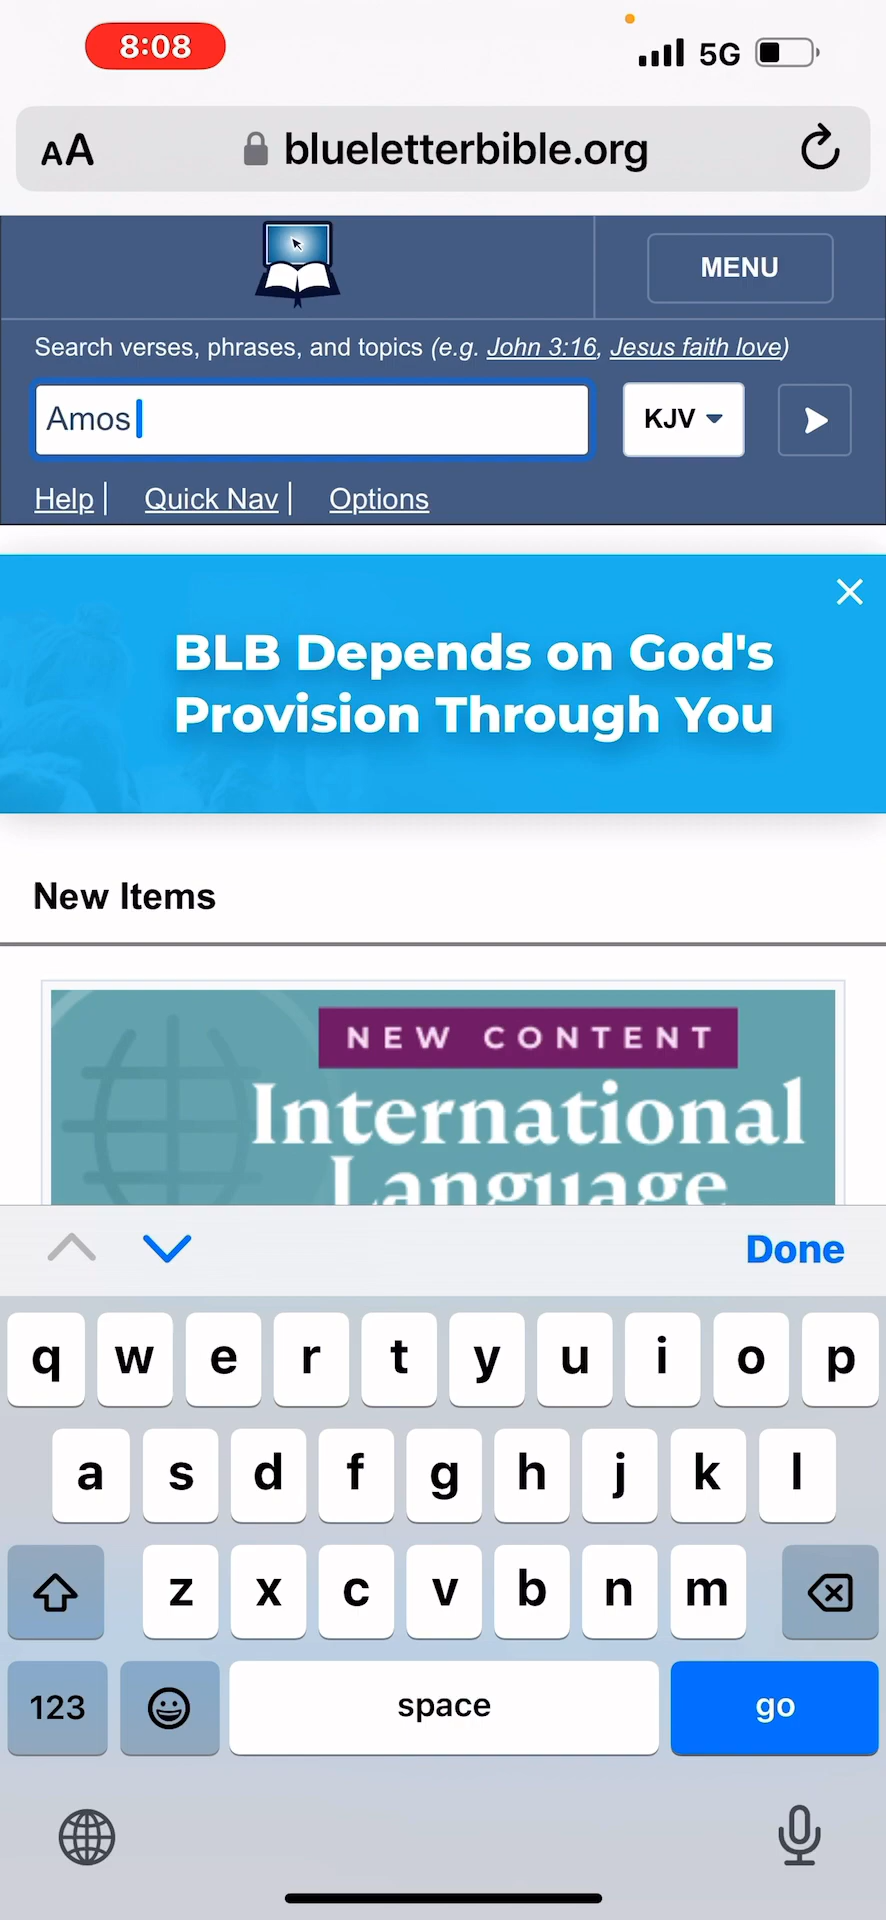 8:08
5G
AA
blueletterbible.org
MENU
Search verses, phrases, and topics (e.g. John 3:16, Jesus faith love)
Amos
KJV
Help | Quick Nav | Options
BLB Depends on God's
Provision Through You
New Items
NEW CONTENT
International
Language
Done
q w e r t y u i o p
a s d f g h j k l
z x c v b n m
123 space go